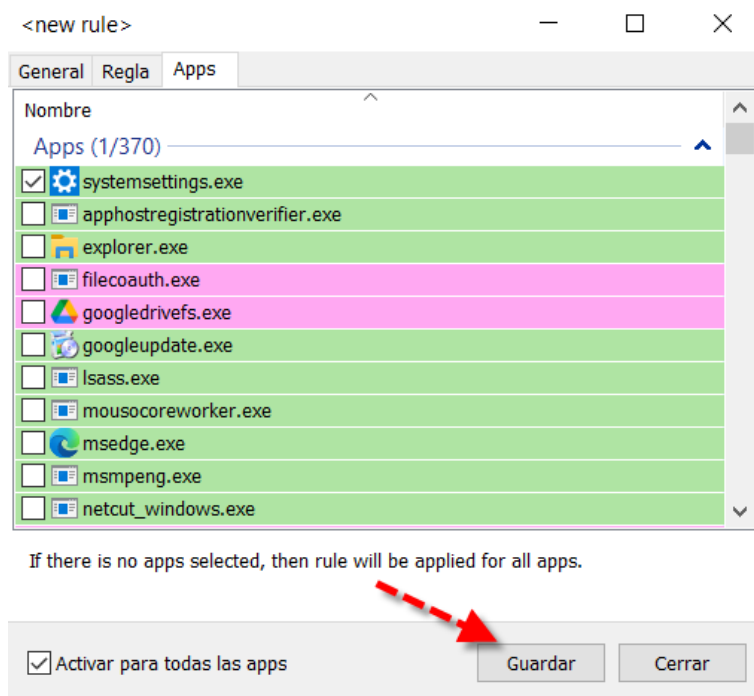 <new rule>
General Regla Apps
Nombre
Apps (1/370)
systemsettings.exe
apphostregistrationverifier.exe
explorer.exe
filecoauth.exe
googledrivefs.exe
googleupdate.exe
lsass.exe
mousocoreworker.exe
msedge.exe
msmpeng.exe
netcut_windows.exe
If there is no apps selected, then rule will be applied for all apps.
Activar para todas las apps Guardar Cerrar